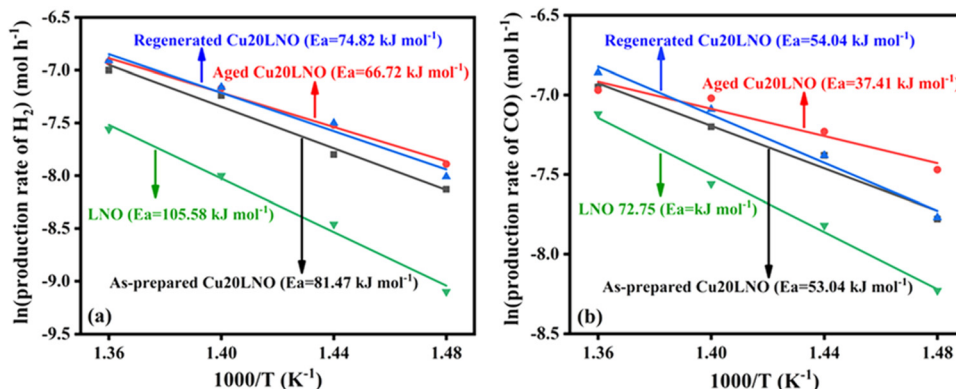 -6.5
-7.0
-7.5
-8.0
-8.5
-9.0
-9.5
ln(production rate of H₂) (mol h⁻¹)
Regenerated Cu20LNO (Ea=74.82 kJ mol⁻¹)
Aged Cu20LNO (Ea=66.72 kJ mol⁻¹)
LNO (Ea=105.58 kJ mol⁻¹)
As-prepared Cu20LNO (Ea=81.47 kJ mol⁻¹)
(a)
1.36 1.40 1.44 1.48
1000/T (K⁻¹)
-6.5
-7.0
-7.5
-8.0
-8.5
ln(production rate of CO) (mol h⁻¹)
Regenerated Cu20LNO (Ea=54.04 kJ mol⁻¹)
Aged Cu20LNO (Ea=37.41 kJ mol⁻¹)
LNO 72.75 (Ea=kJ mol⁻¹)
As-prepared Cu20LNO (Ea=53.04 kJ mol⁻¹)
(b)
1.36 1.40 1.44 1.48
1000/T (K⁻¹)